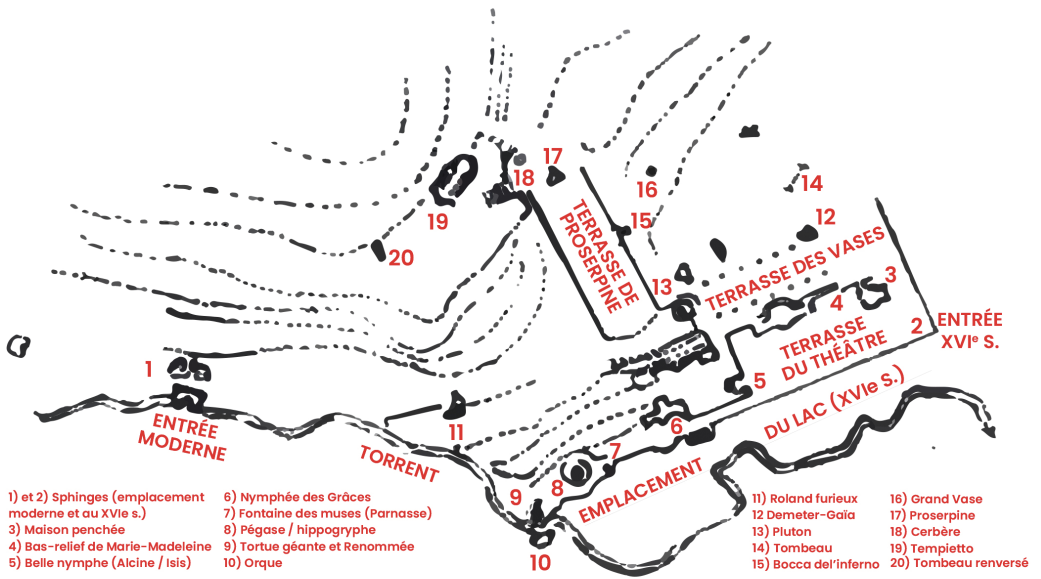 17
18
14
16
19
15
12
TERRASSE DE
PROSERPINE
20
TERRASSE DES VASES
13
3
4
2
ENTRÉE
XVIe S.
TERRASSE
DU THÉÂTRE
1
5
DU LAC (XVIe S.)
ENTRÉE
MODERNE
11
6
TORRENT
7
8
EMPLACEMENT
9
10
1) et 2) Sphinges (emplacement
moderne et au XVIe s.)
3) Maison penchée
4) Bas-relief de Marie-Madeleine
5) Belle nymphe (Alcine / Isis)
6) Nymphée des Grâces
7) Fontaine des muses (Parnasse)
8) Pégase / hippogryphe
9) Tortue géante et Renommée
10) Orque
11) Roland furieux
12 Demeter-Gaïa
13) Pluton
14) Tombeau
15) Bocca del'inferno
16) Grand Vase
17) Proserpine
18) Cerbère
19) Tempietto
20) Tombeau renversé